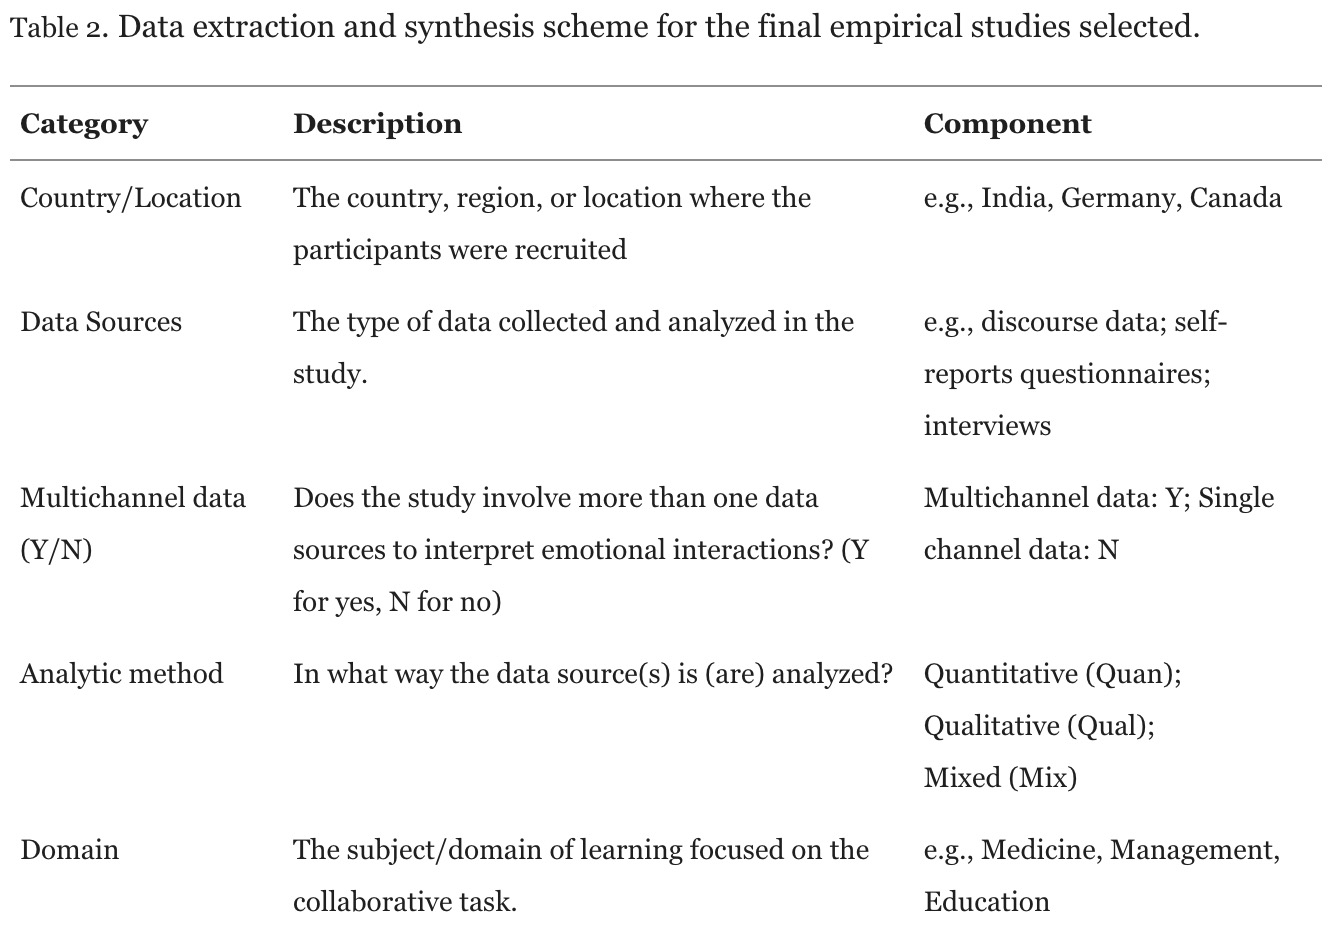 Table 2. Data extraction and synthesis scheme for the final empirical studies selected.
Category Description Component
Country/Location The country, region, or location where the e.g., India, Germany, Canada
participants were recruited
Data Sources The type of data collected and analyzed in the e.g., discourse data; self-
study. reports questionnaires;
interviews
Multichannel data Does the study involve more than one data Multichannel data: Y; Single
(Y/N) sources to interpret emotional interactions? (Y channel data: N
for yes, N for no)
Analytic method In what way the data source(s) is (are) analyzed? Quantitative (Quan);
Qualitative (Qual);
Mixed (Mix)
Domain The subject/domain of learning focused on the e.g., Medicine, Management,
collaborative task. Education